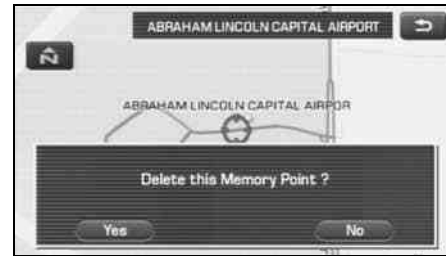 ABRAHAM LINCOLN CAPITAL AIRPORT
N
ABRAHAM LINCOLN CAPITAL AIRPOR
Delete this Memory Point ?
Yes
No